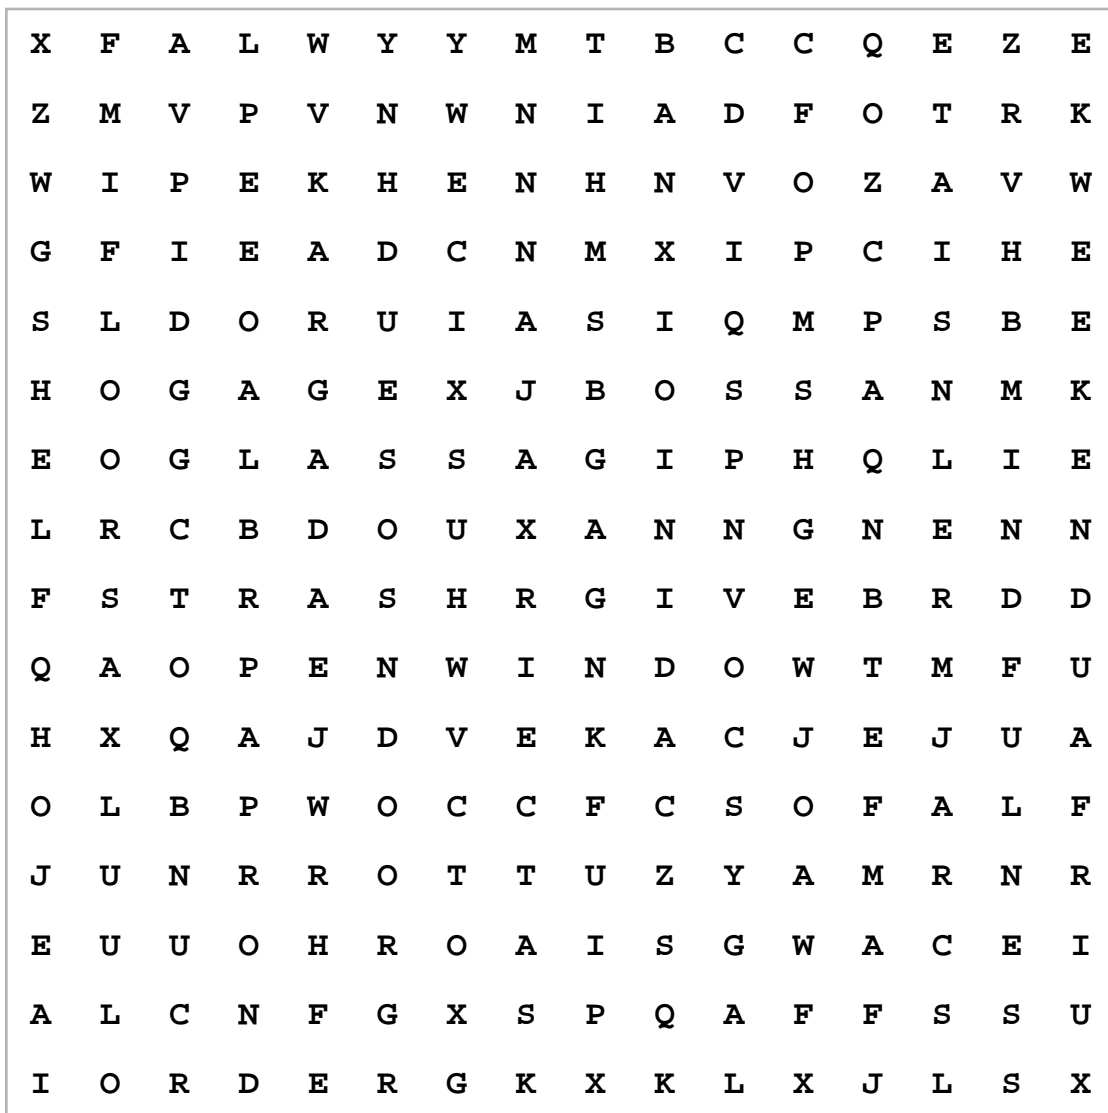 X F A L W Y Y M T B C C Q E Z E
Z M V P V N W N I A D F O T R K
W I P E K H E N H N V O Z A V W
G F I E A D C N M X I P C I H E
S L D O R U I A S I Q M P S B E
H O G A G E X J B O S S A N M K
E O G L A S S A G I P H Q L I E
L R C B D O U X A N N G N E N N
F S T R A S H R G I V E B R D D
Q A O P E N W I N D O W T M F U
H X Q A J D V E K A C J E J U A
O L B P W O C C F C S O F A L F
J U N R R O T T U Z Y A M R N R
E U U O H R O A I S G W A C E I
A L C N F G X S P Q A F F S S U
I O R D E R G K X K L X J L S X